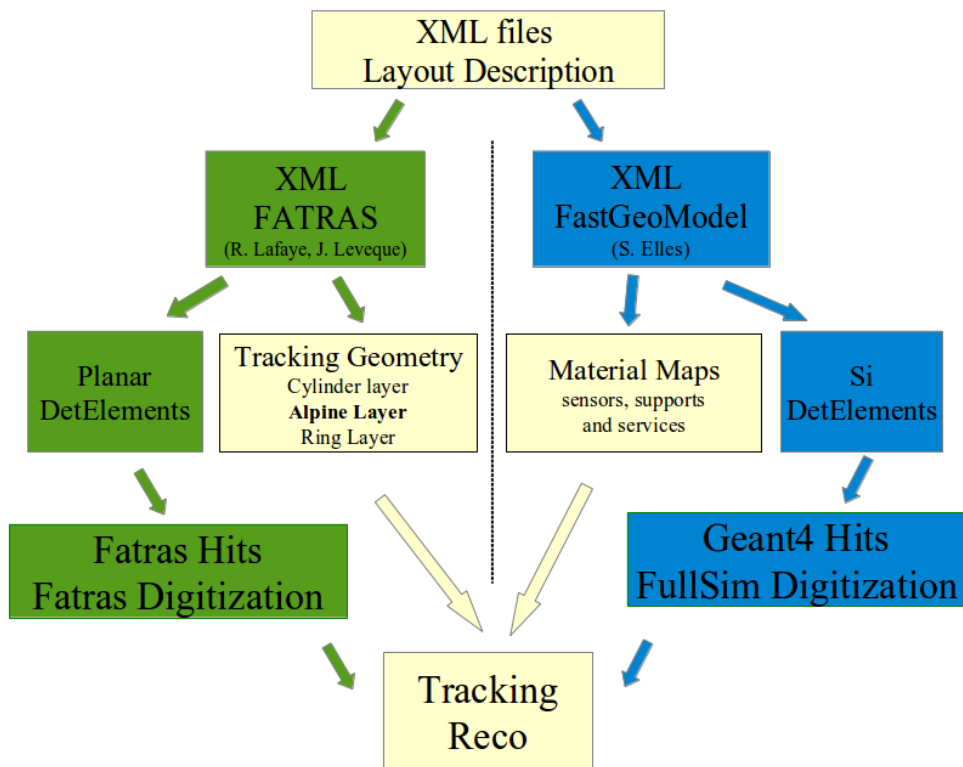 XML files
Layout Description
XML
FATRAS
(R. Lafaye, J. Leveque)
XML
FastGeoModel
(S. Elles)
Planar
DetElements
Tracking Geometry
Cylinder layer
Alpine Layer
Ring Layer
Material Maps
sensors, supports
and services
Si
DetElements
Fatras Hits
Fatras Digitization
Geant4 Hits
FullSim Digitization
Tracking
Reco